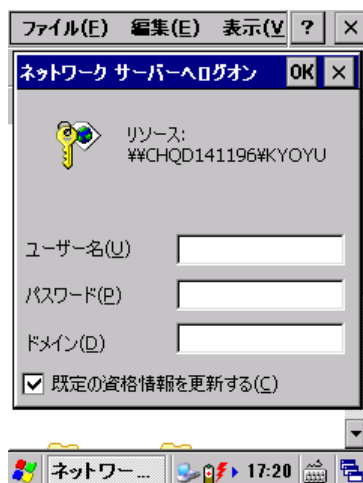 ファイル(F) 編集(E) 表示(V ? ×
ネットワーク サーバーへログオン OK ×
リソース:
¥¥CHQD141196¥KYOYU
ユーザー名(U)
パスワード(P)
ドメイン(D)
既定の資格情報を更新する(C)
ネットワー... 17:20